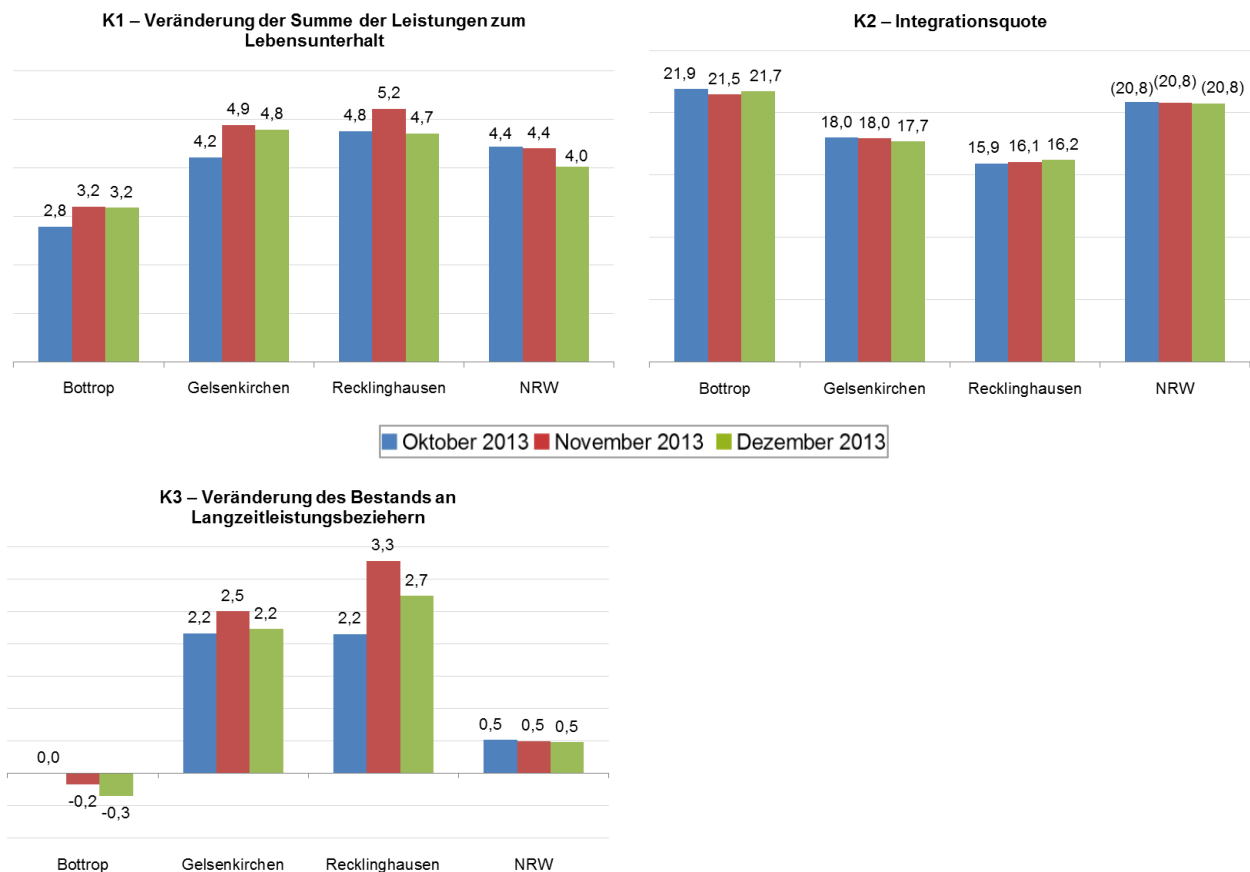 K1 – Veränderung der Summe der Leistungen zum
Lebensunterhalt
2,8 3,2 3,2
4,2 4,9 4,8
4,8 5,2 4,7
4,4 4,4 4,0
Bottrop Gelsenkirchen Recklinghausen NRW
K2 – Integrationsquote
21,9 21,5 21,7
18,0 18,0 17,7
15,9 16,1 16,2
(20,8) (20,8) (20,8)
Bottrop Gelsenkirchen Recklinghausen NRW
Oktober 2013 November 2013 Dezember 2013
K3 – Veränderung des Bestands an
Langzeitleistungsbeziehern
0,0 -0,2 -0,3
2,2 2,5 2,2
2,2 3,3 2,7
0,5 0,5 0,5
Bottrop Gelsenkirchen Recklinghausen NRW